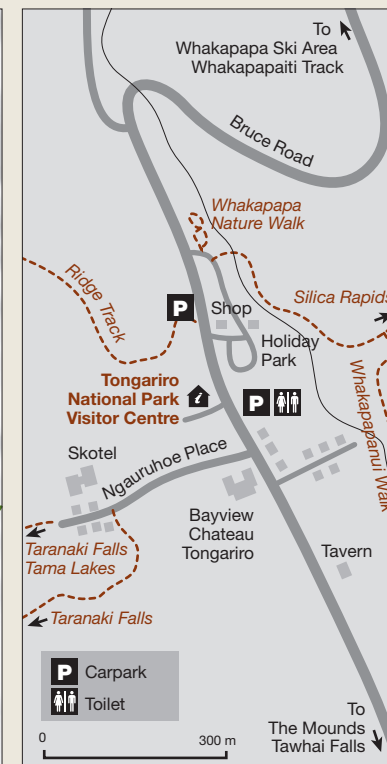 To
Whakapapa Ski Area
Whakapapaiti Track
Bruce Road
Whakapapa
Nature Walk
Ridge Track
Silica Rapids
P
Shop
Holiday
Park
Tongariro
National Park
Visitor Centre
i
P
Whakapapanui Walk
Skotel
Ngauruhoe Place
Bayview
Chateau
Tongariro
Taranaki Falls
Tama Lakes
Tavern
Taranaki Falls
P Carpark
Toilet
To
The Mounds
Tawhai Falls
0 300 m